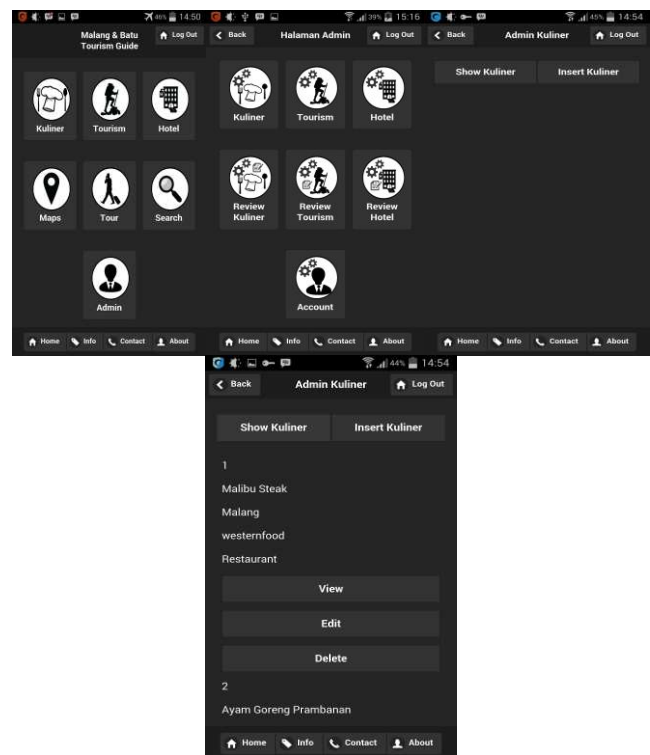 46% 14:50
Malang & Batu
Tourism Guide
Log Out
Kuliner
Tourism
Hotel
Maps
Tour
Search
Admin
Home
Info
Contact
About
39% 15:16
Back
Halaman Admin
Log Out
Kuliner
Tourism
Hotel
Review
Kuliner
Review
Tourism
Review
Hotel
Account
Home
Info
Contact
About
45% 14:54
Back
Admin Kuliner
Log Out
Show Kuliner
Insert Kuliner
Home
Info
Contact
About
44% 14:54
Back
Admin Kuliner
Log Out
Show Kuliner
Insert Kuliner
1
Malibu Steak
Malang
westernfood
Restaurant
View
Edit
Delete
2
Ayam Goreng Prambanan
Home
Info
Contact
About